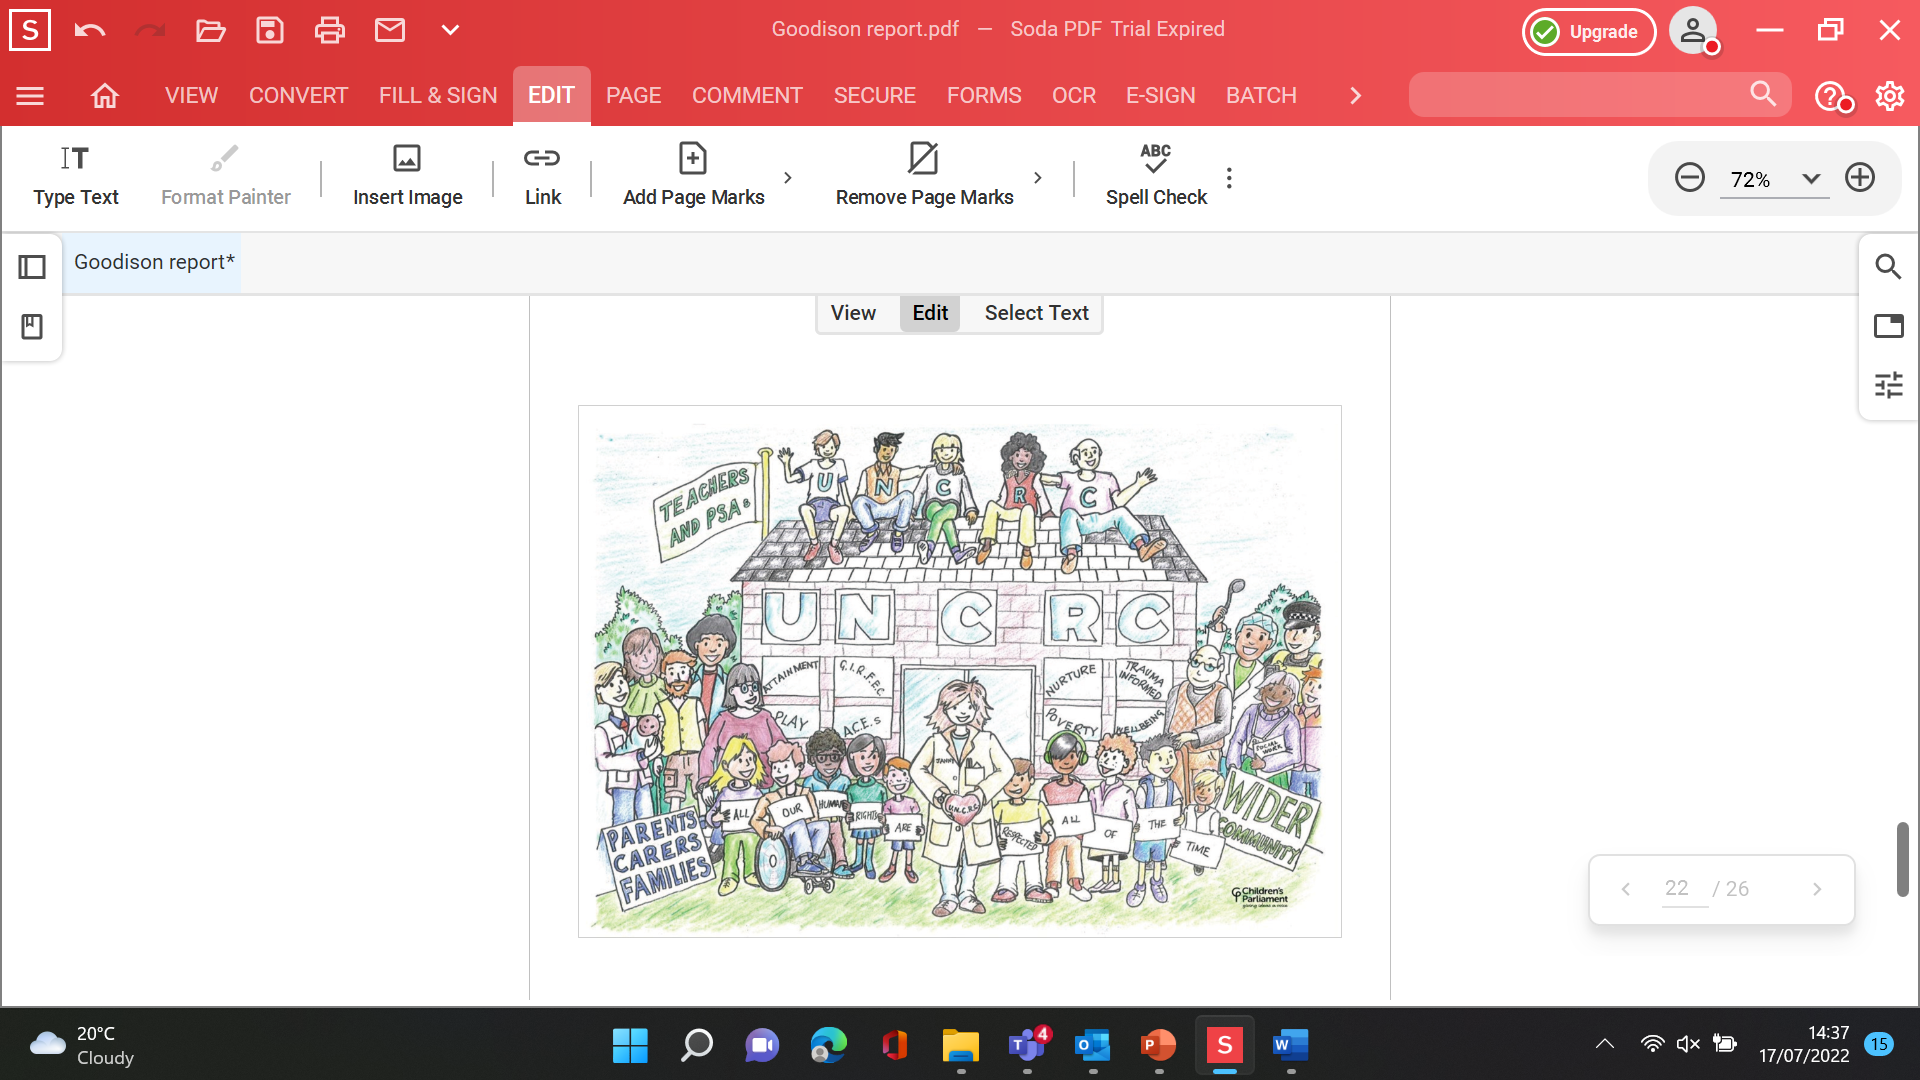 S
Goodison report.pdf — Soda PDF Trial Expired
Upgrade
VIEW CONVERT FILL & SIGN EDIT PAGE COMMENT SECURE FORMS OCR E-SIGN BATCH
Type Text Format Painter Insert Image Link Add Page Marks Remove Page Marks ABC Spell Check
72%
Goodison report*
View Edit Select Text
TEACHERS
AND PSAs
U N C R C
U N C R C
ATTAINMENT
G.I.R.F.E.C
NURTURE
TRAUMA
INFORMED
PLAY
A.C.E.s
POVERTY
WELLBEING
SOCIAL
WORK
U.N.C.R.C
ALL
OUR
HUMAN
RIGHTS
ARE
RESPECTED
ALL
OF
THE
TIME
PARENTS
CARERS
FAMILIES
WIDER
COMMUNITY
Children's
Parliament
22 / 26
20°C
Cloudy
4
14:37
17/07/2022
15